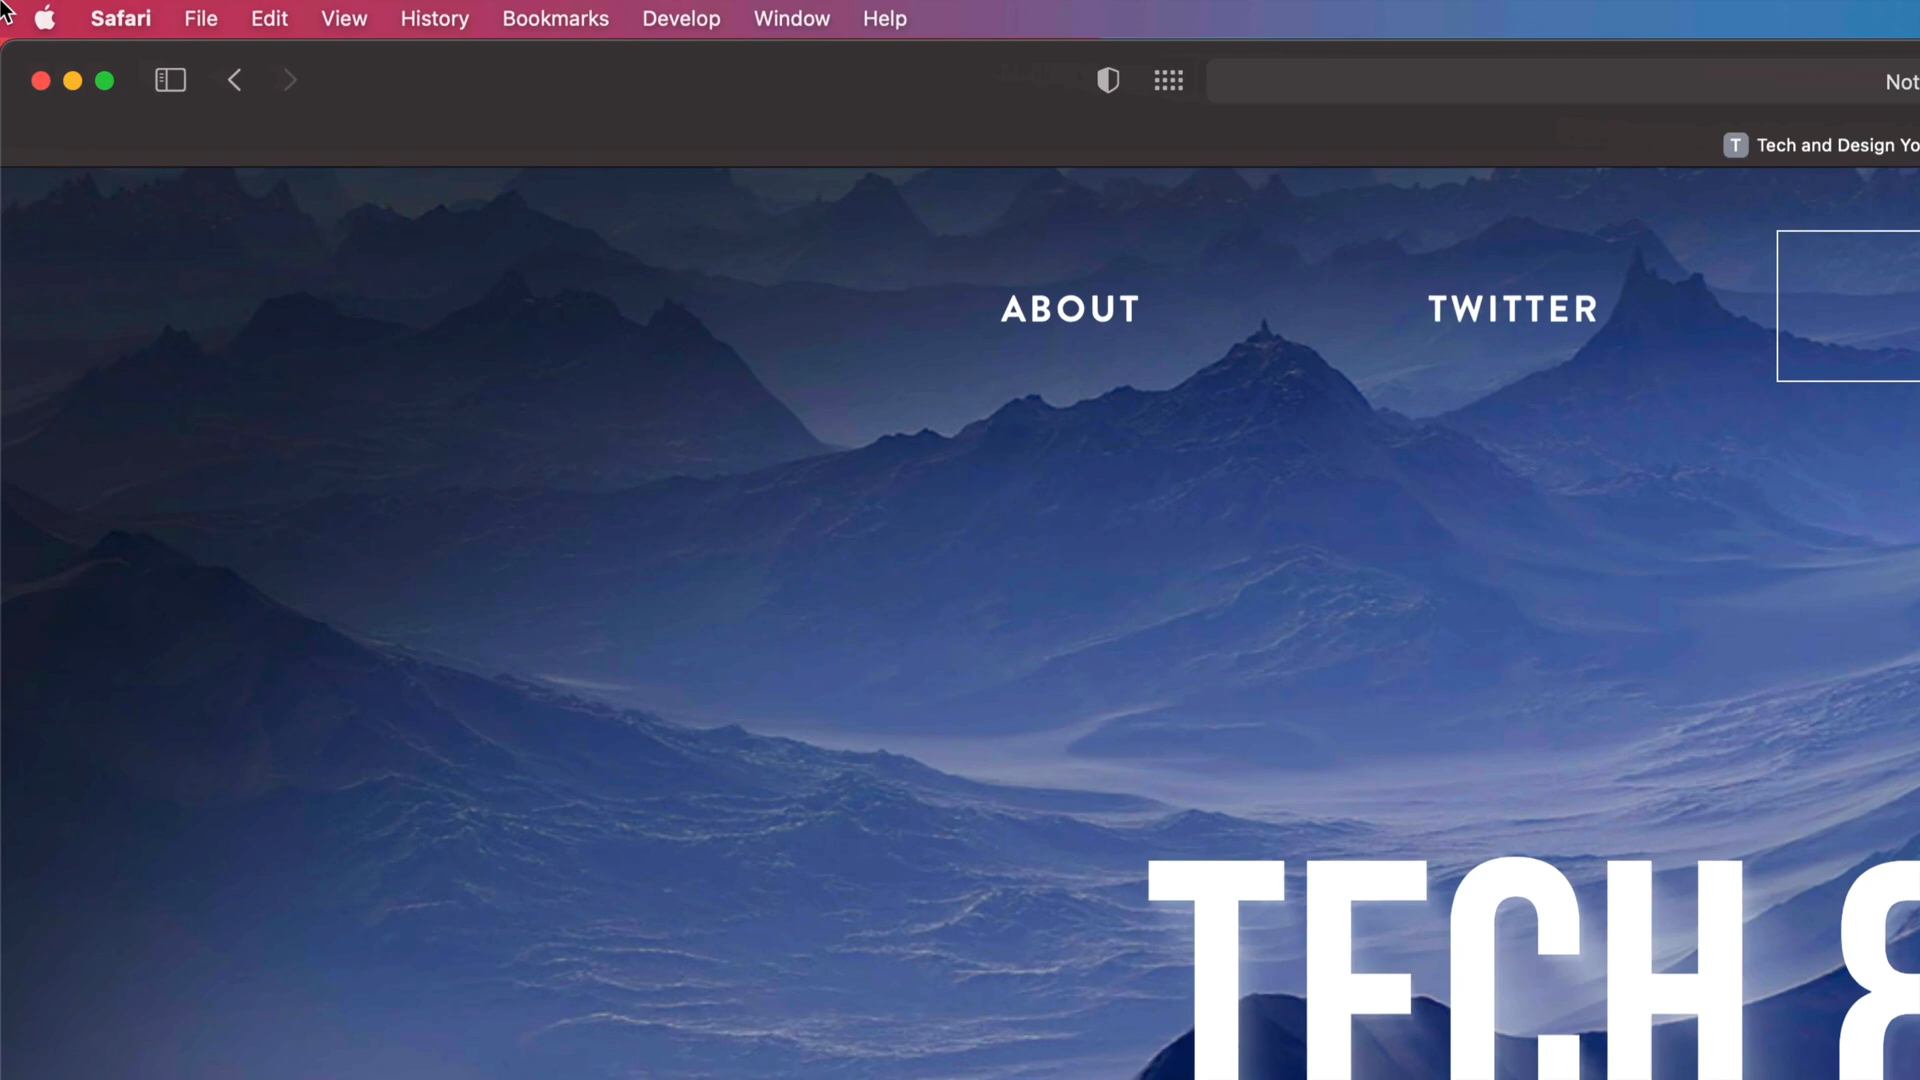 Safari File Edit View History Bookmarks Develop Window Help
Not
T Tech and Design Yo
ABOUT TWITTER
TECH &